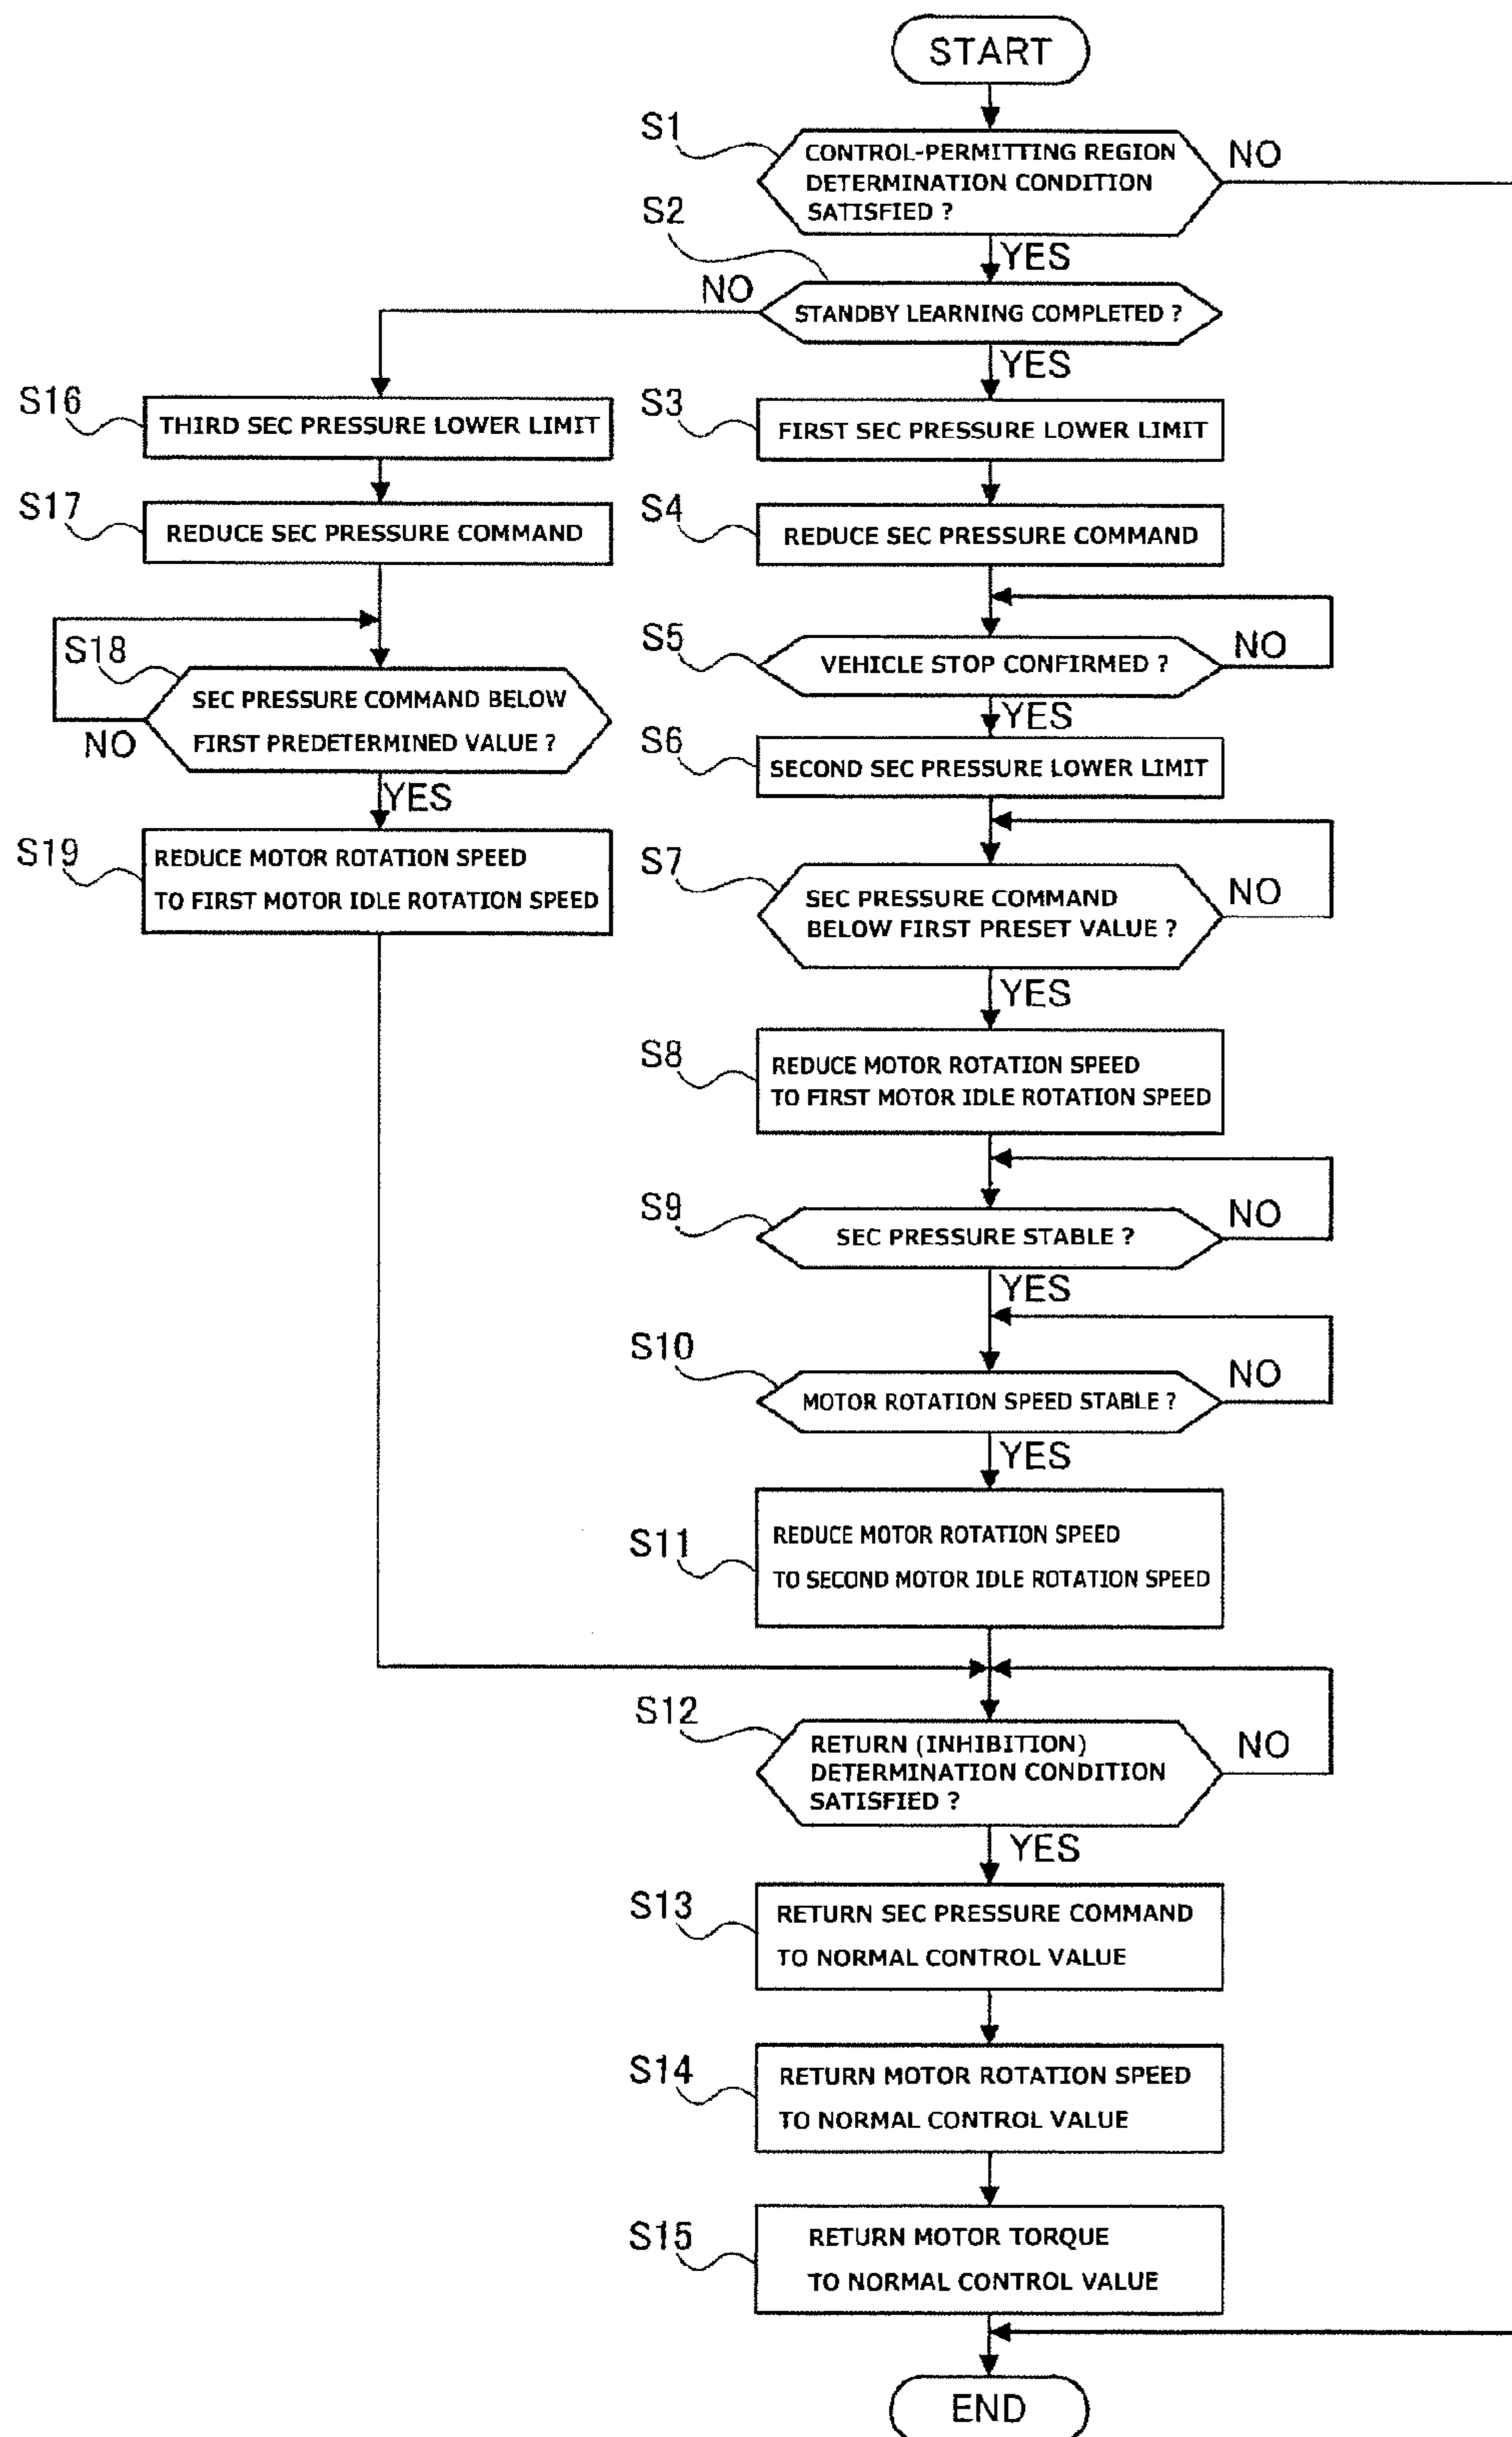 START
S1
CONTROL-PERMITTING REGION
DETERMINATION CONDITION
SATISFIED ?
NO
YES
S2
STANDBY LEARNING COMPLETED ?
NO
YES
S16
THIRD SEC PRESSURE LOWER LIMIT
S17
REDUCE SEC PRESSURE COMMAND
S18
SEC PRESSURE COMMAND BELOW
FIRST PREDETERMINED VALUE ?
NO
YES
S19
REDUCE MOTOR ROTATION SPEED
TO FIRST MOTOR IDLE ROTATION SPEED
S3
FIRST SEC PRESSURE LOWER LIMIT
S4
REDUCE SEC PRESSURE COMMAND
S5
VEHICLE STOP CONFIRMED ?
NO
YES
S6
SECOND SEC PRESSURE LOWER LIMIT
S7
SEC PRESSURE COMMAND
BELOW FIRST PRESET VALUE ?
NO
YES
S8
REDUCE MOTOR ROTATION SPEED
TO FIRST MOTOR IDLE ROTATION SPEED
S9
SEC PRESSURE STABLE ?
NO
YES
S10
MOTOR ROTATION SPEED STABLE ?
NO
YES
S11
REDUCE MOTOR ROTATION SPEED
TO SECOND MOTOR IDLE ROTATION SPEED
S12
RETURN (INHIBITION)
DETERMINATION CONDITION
SATISFIED ?
NO
YES
S13
RETURN SEC PRESSURE COMMAND
TO NORMAL CONTROL VALUE
S14
RETURN MOTOR ROTATION SPEED
TO NORMAL CONTROL VALUE
S15
RETURN MOTOR TORQUE
TO NORMAL CONTROL VALUE
END